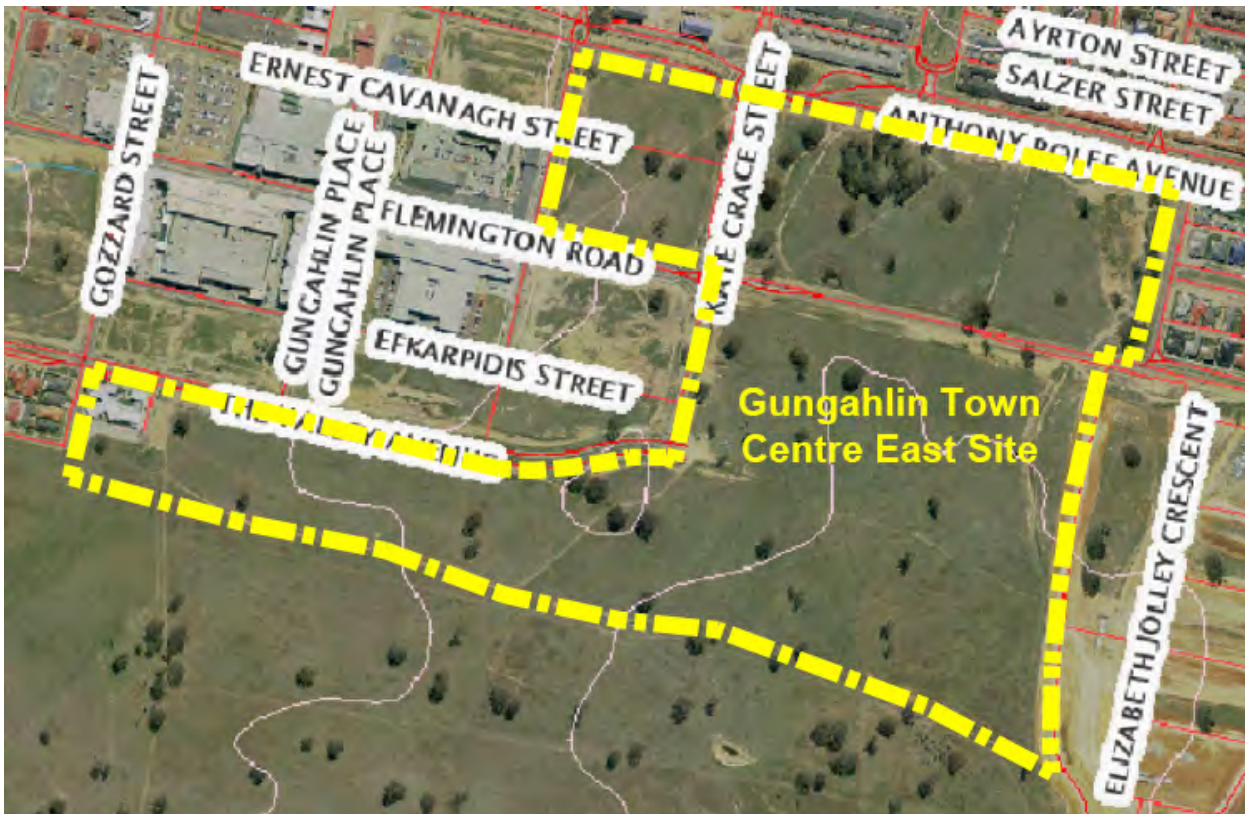 AYRTON STREET
SALZER STREET
ERNEST CAVANAGH STREET
ANTHONY ROLFE AVENUE
GOZZARD STREET
GUNGAHLIN PLACE
GUNGAHLIN PLACE
FLEMINGTON ROAD
KATE CRACE STREET
EFKARPIDIS STREET
Gungahlin Town
Centre East Site
ELIZABETH JOLLEY CRESCENT